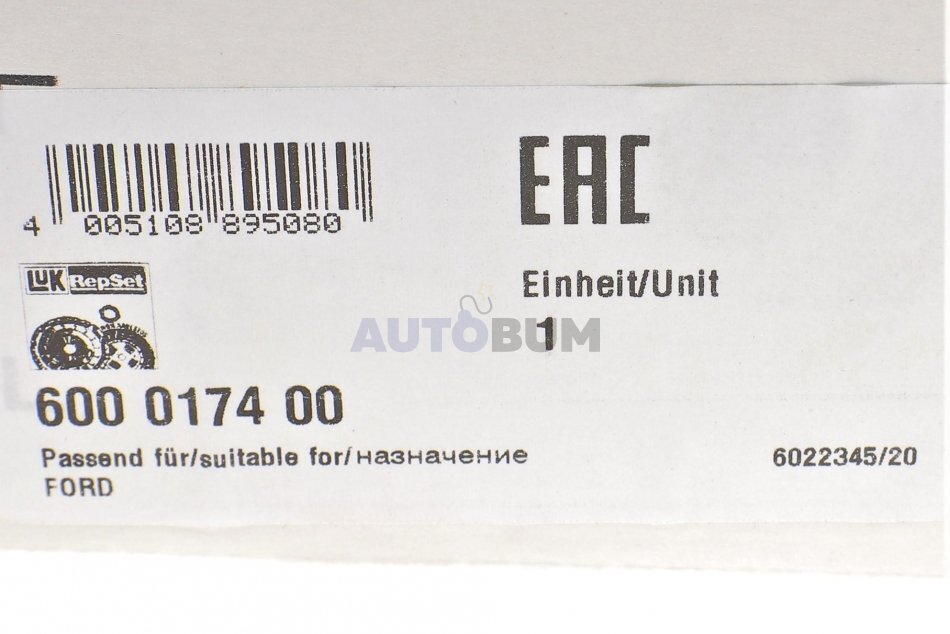 4 005108 895080
EAC
LuK RepSet
Einheit/Unit
1
AUTOBUM
600 0174 00
Passend für/suitable for/назначение
FORD
6022345/20